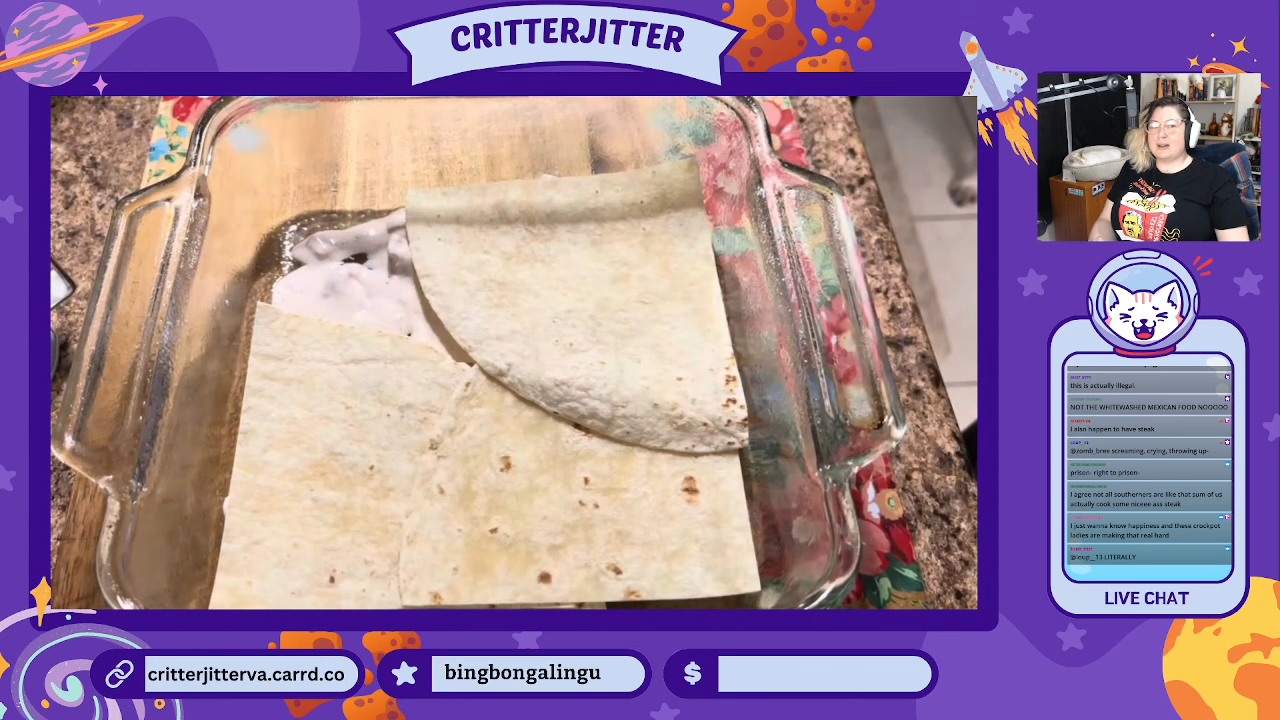 CRITTERJITTER
this is actually illegal.
NOT THE WHITEWASHED MEXICAN FOOD NOOOOO
I also happen to have steak
@zomb_bree screaming, crying, throwing up-
prison- right to prison-
I agree not all southerners are like that sum of us
actually cook some niceee ass steak
I just wanna know happiness and these crockpot
ladies are making that real hard
@loup__13 LITERALLY
LIVE CHAT
critterjitterva.carrd.co
bingbongalingu
$